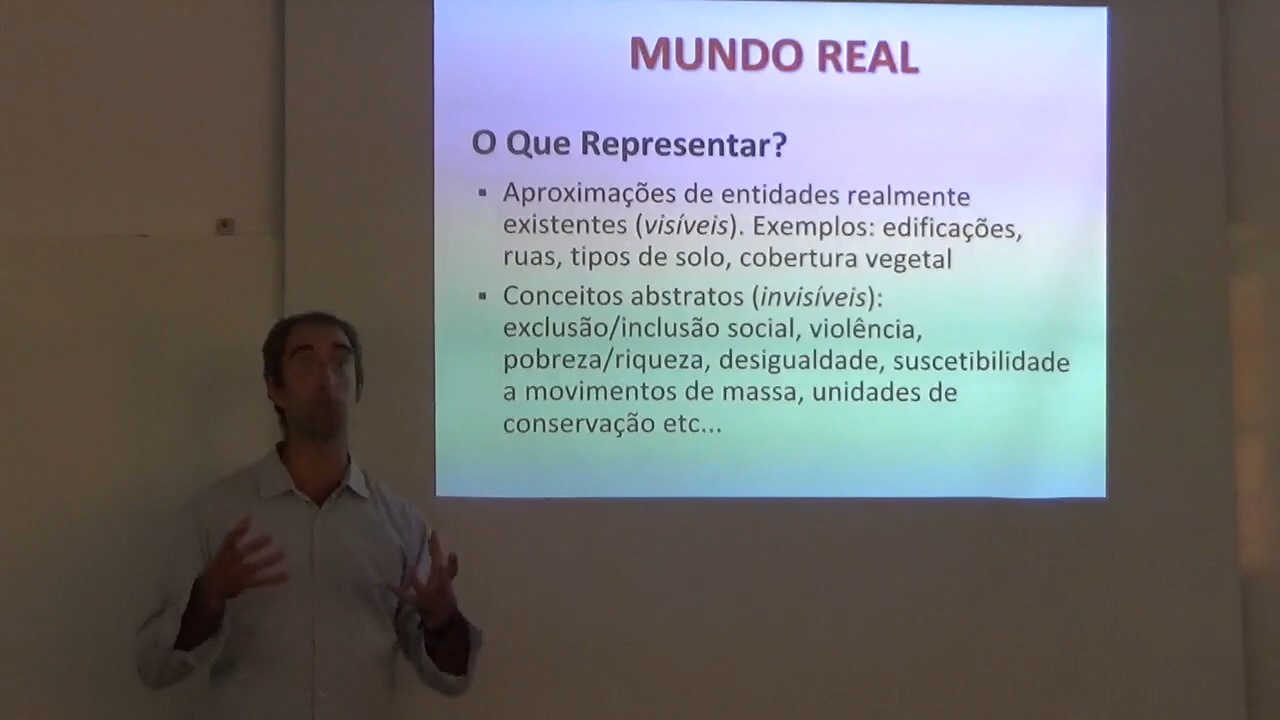 MUNDO REAL
O Que Representar?
▪ Aproximações de entidades realmente
existentes (visíveis). Exemplos: edificações,
ruas, tipos de solo, cobertura vegetal
▪ Conceitos abstratos (invisíveis):
exclusão/inclusão social, violência,
pobreza/riqueza, desigualdade, suscetibilidade
a movimentos de massa, unidades de
conservação etc...